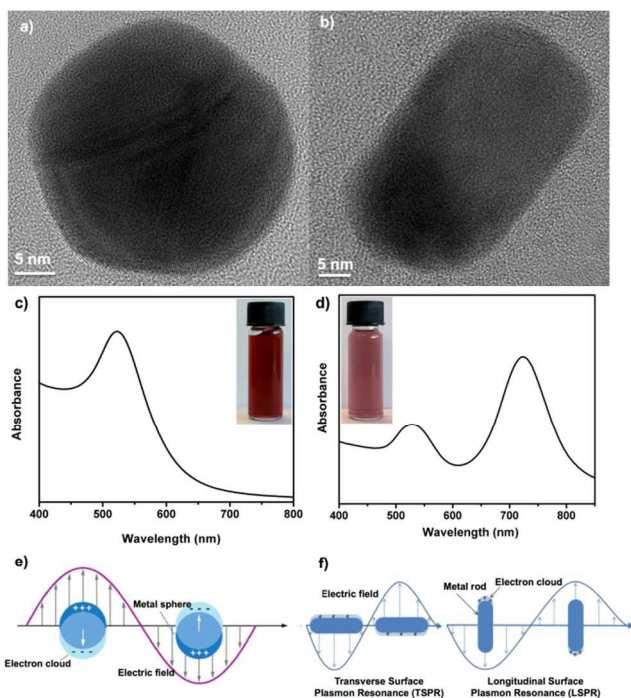 a)
b)
5 nm
5 nm
c)
d)
Absorbance
Absorbance
400 500 600 700 800
400 500 600 700 800
Wavelength (nm)
Wavelength (nm)
e)
f)
+++
- - -
Metal sphere
- - -
+++
Electron cloud
Electric field
Electric field
Metal rod
Electron cloud
Transverse Surface
Plasmon Resonance (TSPR)
Longitudinal Surface
Plasmon Resonance (LSPR)